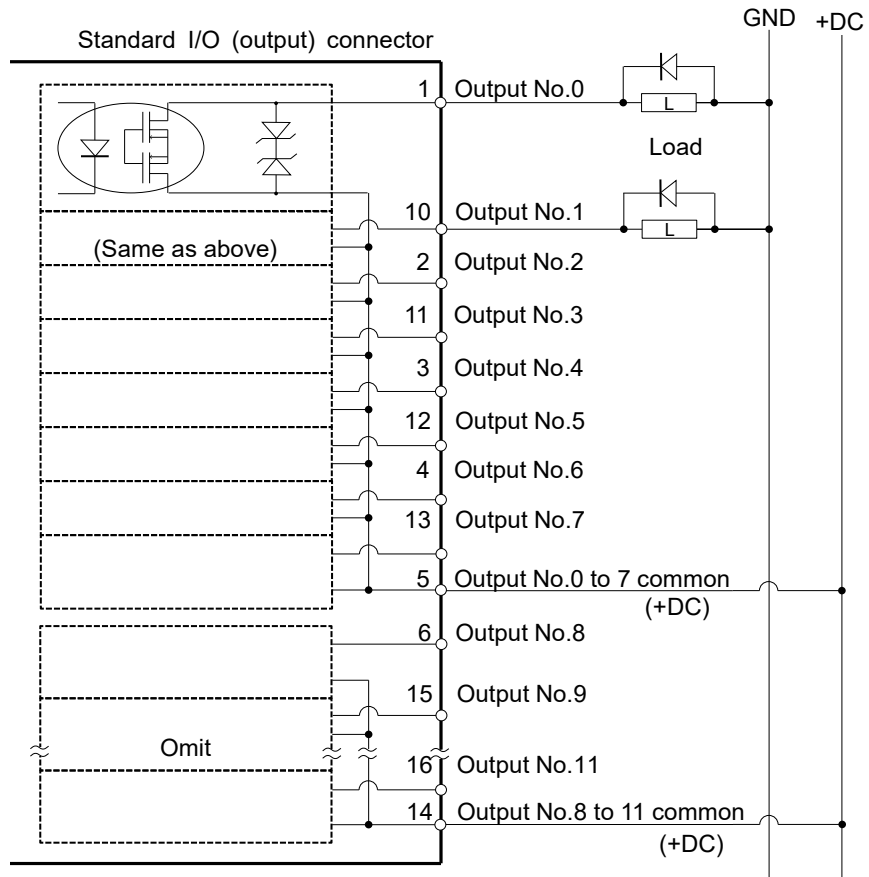 GND +DC
Standard I/O (output) connector
1 Output No.0
L
Load
10 Output No.1
L
(Same as above)
2 Output No.2
11 Output No.3
3 Output No.4
12 Output No.5
4 Output No.6
13 Output No.7
5 Output No.0 to 7 common
(+DC)
6 Output No.8
15 Output No.9
Omit
16 Output No.11
14 Output No.8 to 11 common
(+DC)